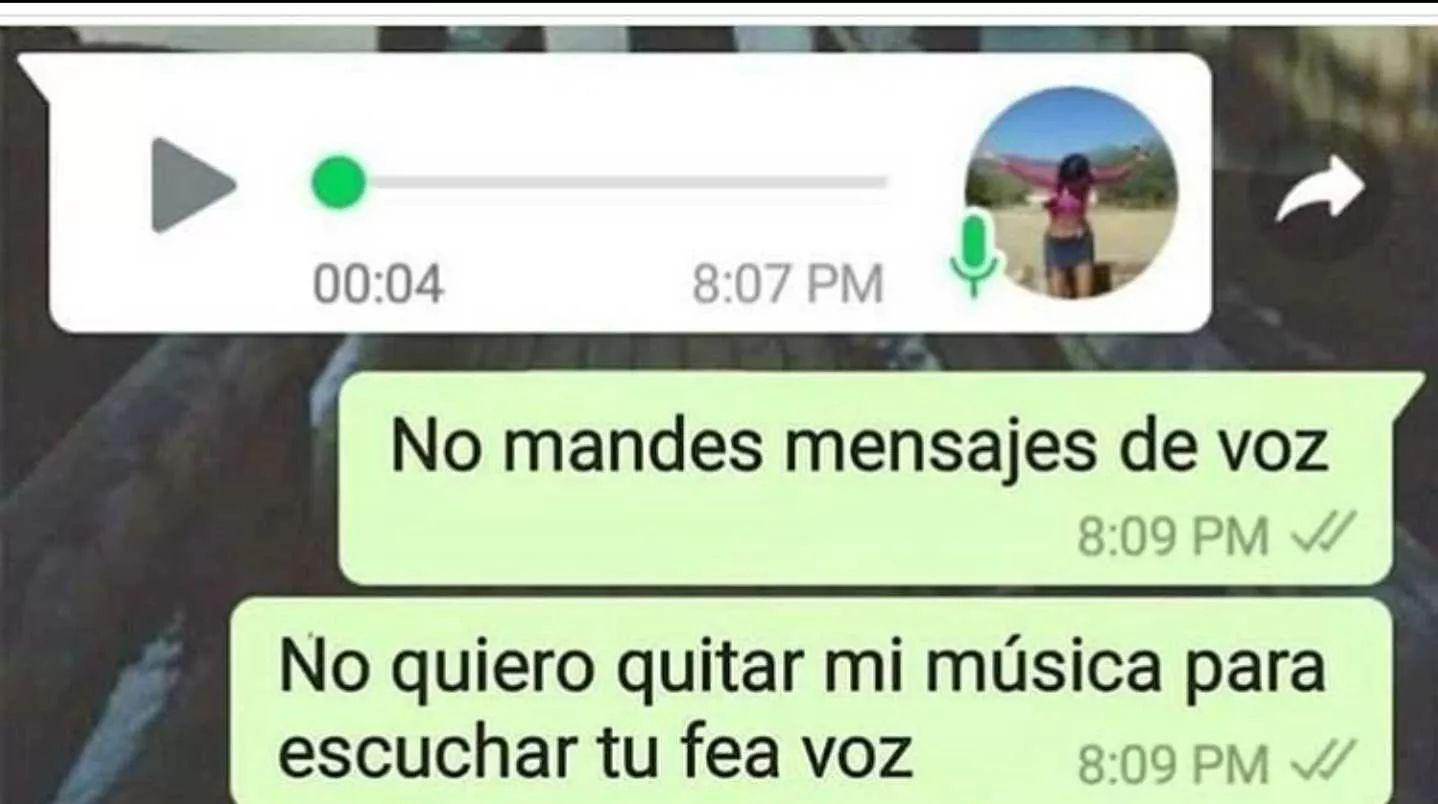 00:04 8:07 PM
No mandes mensajes de voz
8:09 PM
No quiero quitar mi música para
escuchar tu fea voz 8:09 PM